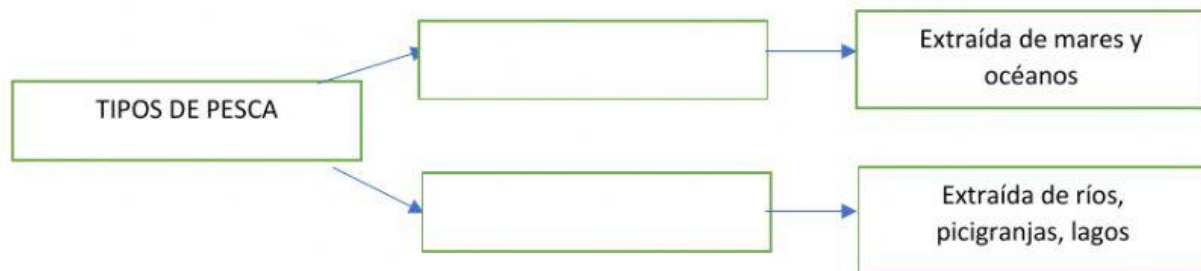 TIPOS DE PESCA
Extraída de mares y
océanos
Extraída de ríos,
picigranjas, lagos